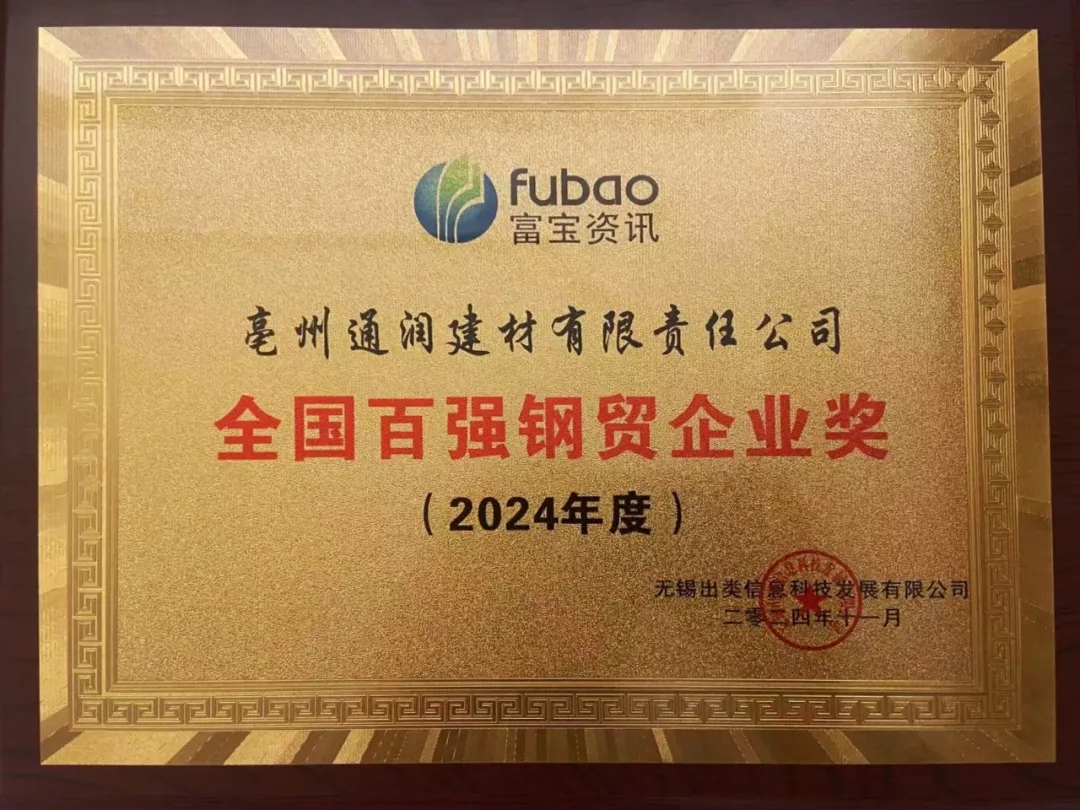 fubao
富宝资讯
亳州通润建材有限责任公司
全国百强钢贸企业奖
（2024年度）
无锡出类信息科技发展有限公司
二零二四年十一月